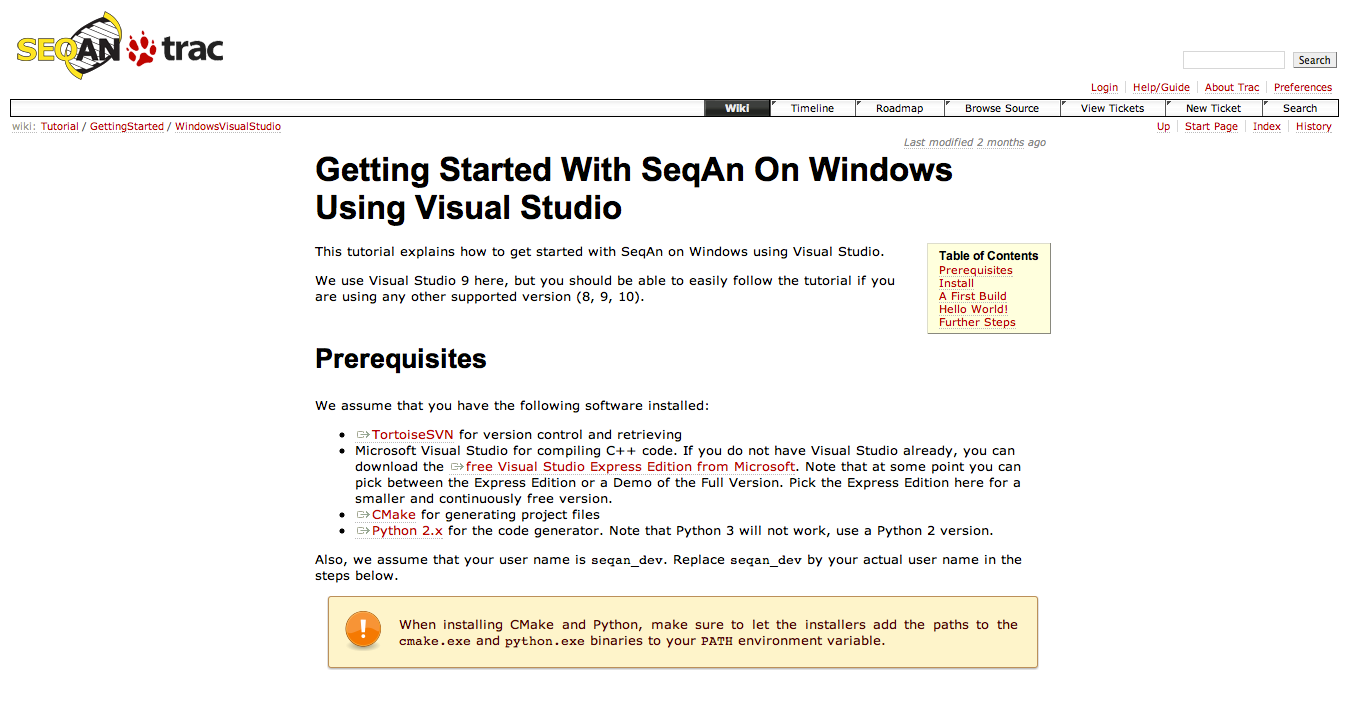 SEQAN trac
Search
Login Help/Guide About Trac Preferences
Wiki Timeline Roadmap Browse Source View Tickets New Ticket Search
wiki: Tutorial / GettingStarted / WindowsVisualStudio
Up Start Page Index History
Last modified 2 months ago
Getting Started With SeqAn On Windows
Using Visual Studio
This tutorial explains how to get started with SeqAn on Windows using Visual Studio.
We use Visual Studio 9 here, but you should be able to easily follow the tutorial if you
are using any other supported version (8, 9, 10).
Table of Contents
Prerequisites
Install
A First Build
Hello World!
Further Steps
Prerequisites
We assume that you have the following software installed:
• TortoiseSVN for version control and retrieving
• Microsoft Visual Studio for compiling C++ code. If you do not have Visual Studio already, you can
download the free Visual Studio Express Edition from Microsoft. Note that at some point you can
pick between the Express Edition or a Demo of the Full Version. Pick the Express Edition here for a
smaller and continuously free version.
• CMake for generating project files
• Python 2.x for the code generator. Note that Python 3 will not work, use a Python 2 version.
Also, we assume that your user name is seqan_dev. Replace seqan_dev by your actual user name in the
steps below.
When installing CMake and Python, make sure to let the installers add the paths to the
cmake.exe and python.exe binaries to your PATH environment variable.